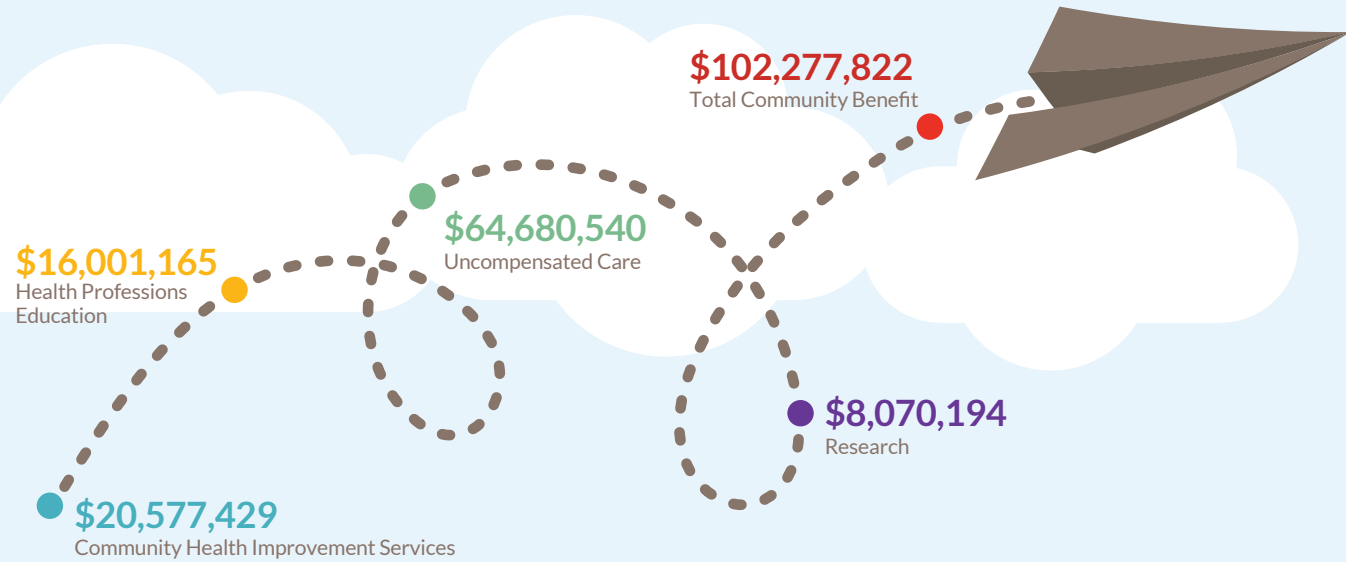 $102,277,822
Total Community Benefit
$64,680,540
Uncompensated Care
$16,001,165
Health Professions
Education
$8,070,194
Research
$20,577,429
Community Health Improvement Services